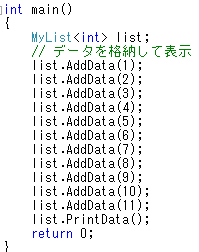 int main()
{
MyList<int> list;
// データを格納して表示
list.AddData(1);
list.AddData(2);
list.AddData(3);
list.AddData(4);
list.AddData(5);
list.AddData(6);
list.AddData(7);
list.AddData(8);
list.AddData(9);
list.AddData(10);
list.AddData(11);
list.PrintData();
return 0;
}